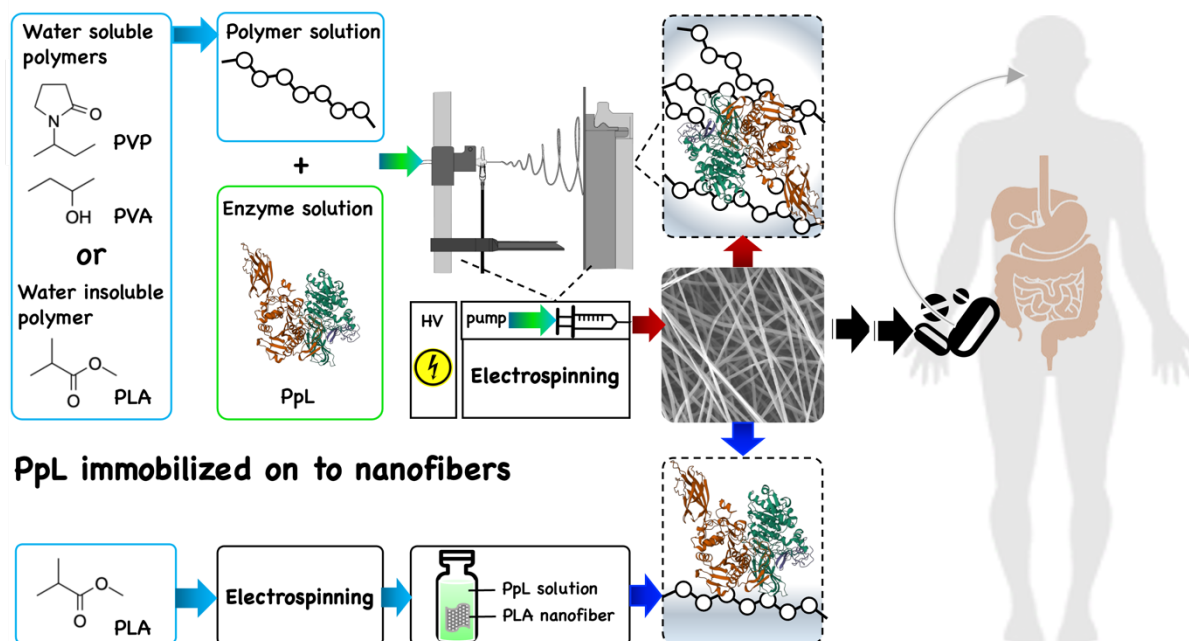 Water soluble
polymers
PVP
PVA
or
Water insoluble
polymer
PLA
Polymer solution
+
Enzyme solution
PpL
HV
pump
Electrospinning
PpL immobilized on to nanofibers
PLA
Electrospinning
PpL solution
PLA nanofiber
N
O
OH
O
O
O
O